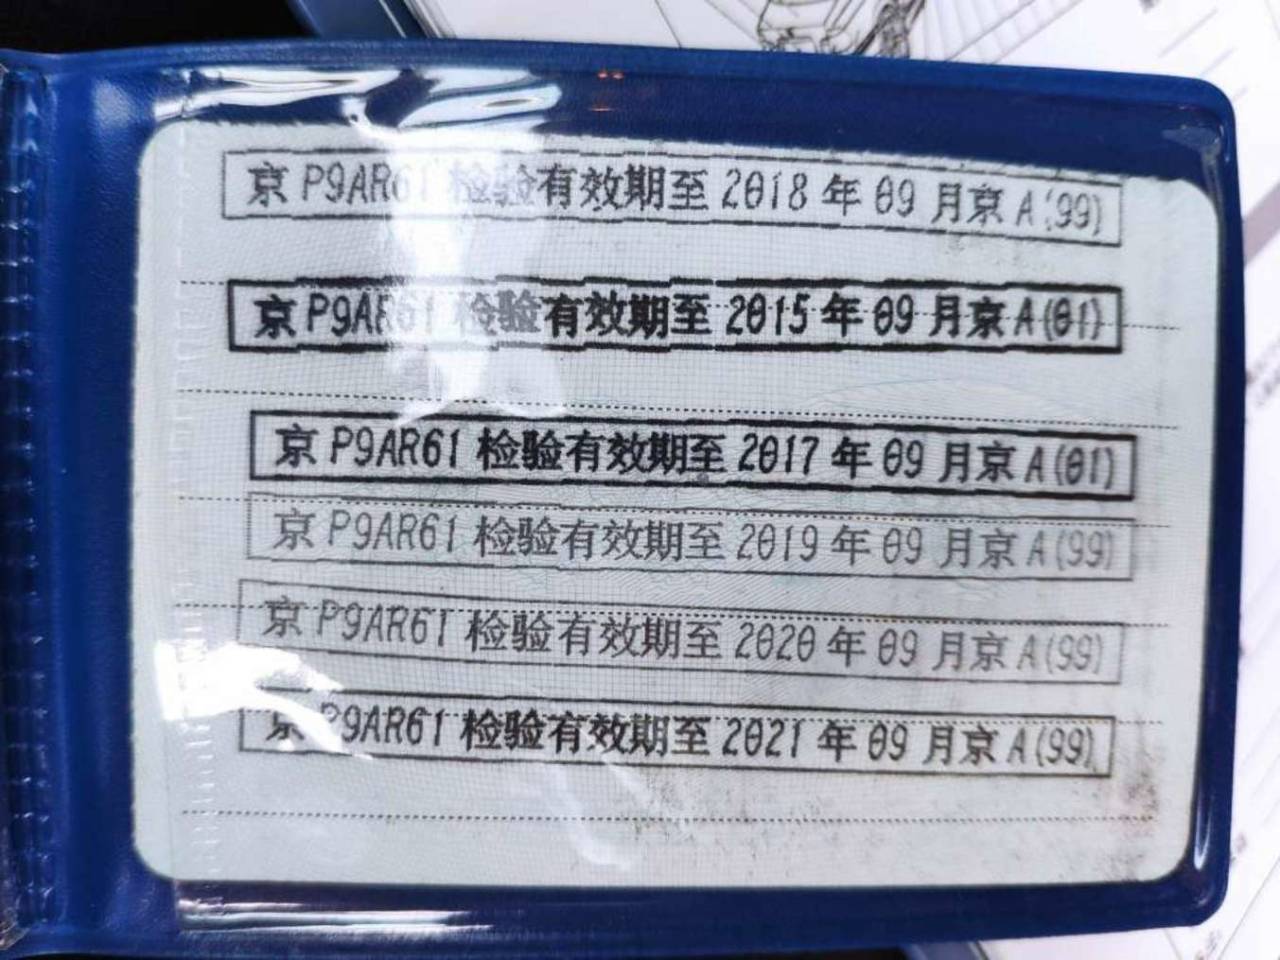 京 P9AR61 检验有效期至 2018 年 09 月京 A(99)
京 P9AR61 检验有效期至 2015 年 09 月京 A(01)
京 P9AR61 检验有效期至 2017 年 09 月京 A(01)
京 P9AR61 检验有效期至 2019 年 09 月京 A(99)
京 P9AR61 检验有效期至 2020 年 09 月京 A(99)
京 P9AR61 检验有效期至 2021 年 09 月京 A(99)